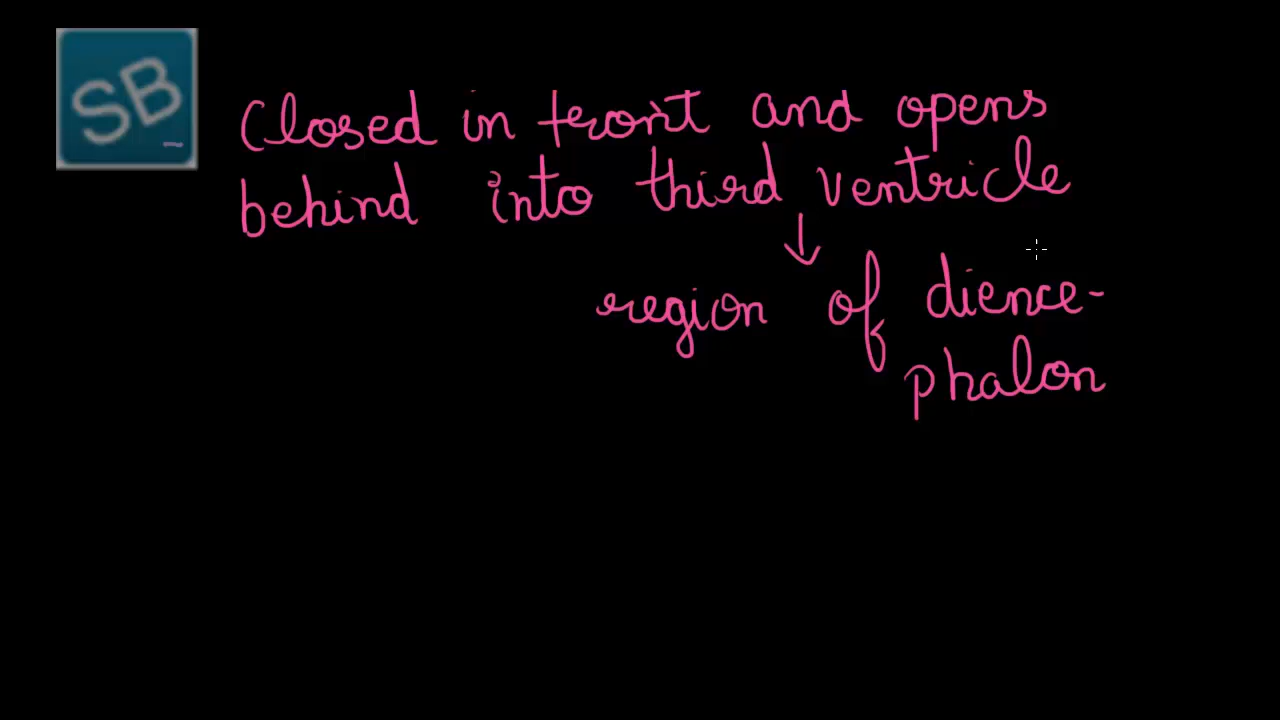 SB
Closed in front and opens
behind into third ventricle
region of dience-
phalon